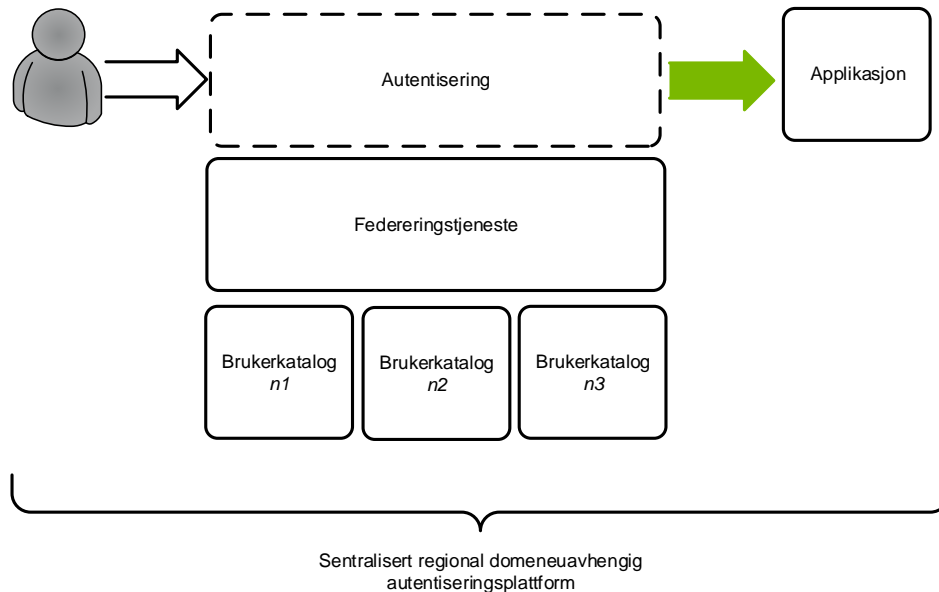 Autentisering
Applikasjon
Federeringstjeneste
Brukerkatalog
n1
Brukerkatalog
n2
Brukerkatalog
n3
Sentralisert regional domeneuavhengig
autentiseringsplattform